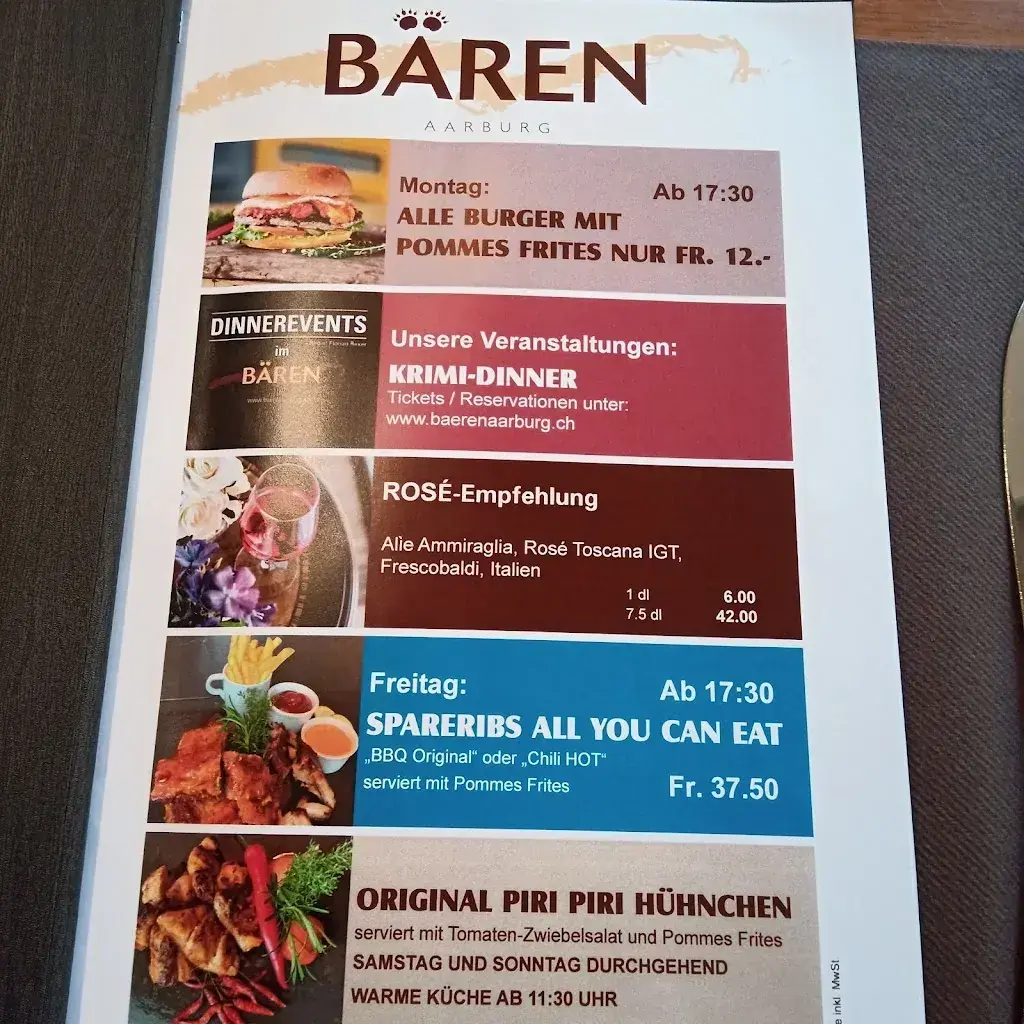 BÄREN
AARBURG
Montag: Ab 17:30
ALLE BURGER MIT
POMMES FRITES NUR FR. 12.-
DINNEREVENTS
im
BÄREN
Unsere Veranstaltungen:
KRIMI-DINNER
Tickets / Reservationen unter:
www.baerenaarburg.ch
ROSÉ-Empfehlung
Alìe Ammiraglia, Rosé Toscana IGT,
Frescobaldi, Italien
1 dl 6.00
7.5 dl 42.00
Freitag: Ab 17:30
SPARERIBS ALL YOU CAN EAT
„BBQ Original“ oder „Chili HOT“
serviert mit Pommes Frites
Fr. 37.50
ORIGINAL PIRI PIRI HÜHNCHEN
serviert mit Tomaten-Zwiebelsalat und Pommes Frites
SAMSTAG UND SONNTAG DURCHGEHEND
WARME KÜCHE AB 11:30 UHR
inkl. MwSt